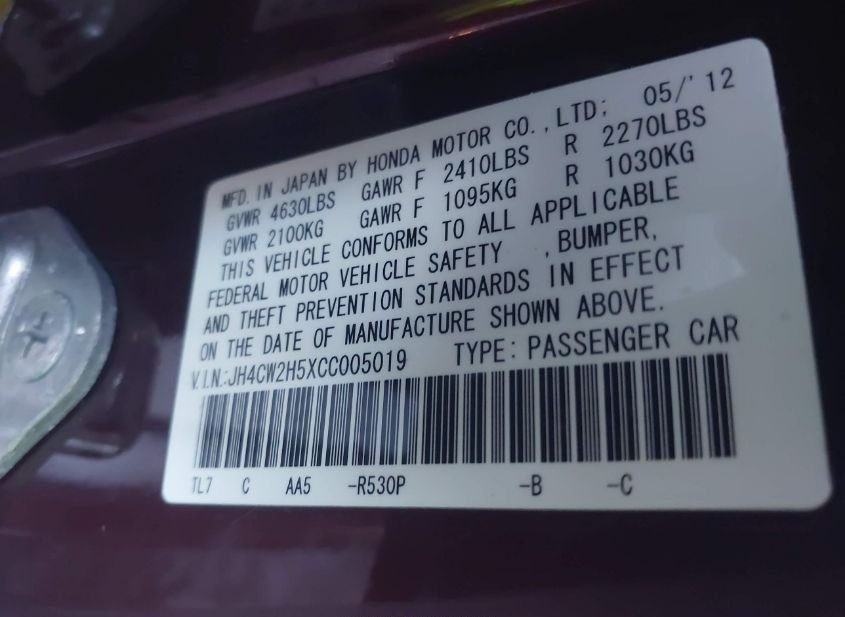 MFD. IN JAPAN BY HONDA MOTOR CO., LTD; 05/'12
GVWR 4630LBS GAWR F 2410LBS R 2270LBS
GVWR 2100KG GAWR F 1095KG R 1030KG
THIS VEHICLE CONFORMS TO ALL APPLICABLE
FEDERAL MOTOR VEHICLE SAFETY , BUMPER,
AND THEFT PREVENTION STANDARDS IN EFFECT
ON THE DATE OF MANUFACTURE SHOWN ABOVE.
V.I.N.:JH4CW2H5XCC005019 TYPE: PASSENGER CAR
TL7 C AA5 -R530P -B -C